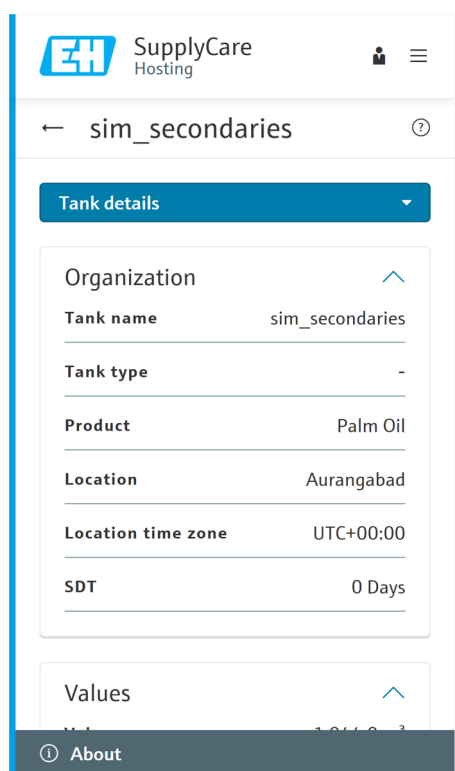 EH
SupplyCare
Hosting
sim_secondaries
?
Tank details
Organization
Tank name sim_secondaries
Tank type -
Product Palm Oil
Location Aurangabad
Location time zone UTC+00:00
SDT 0 Days
Values
i About